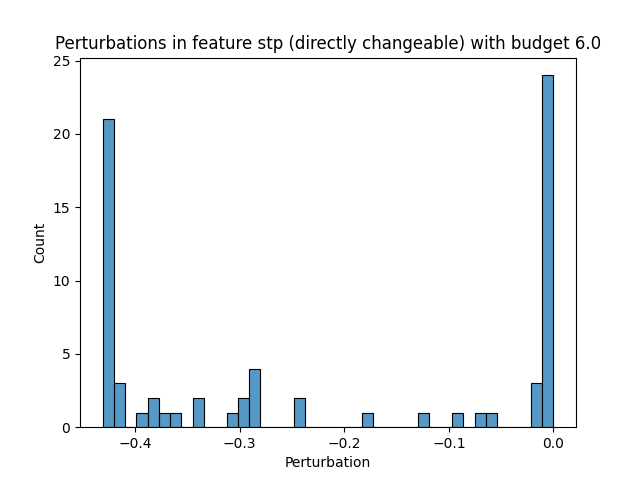 Perturbations in feature stp (directly changeable) with budget 6.0
25
20
15
10
5
0
Count
−0.4 −0.3 −0.2 −0.1 0.0
Perturbation